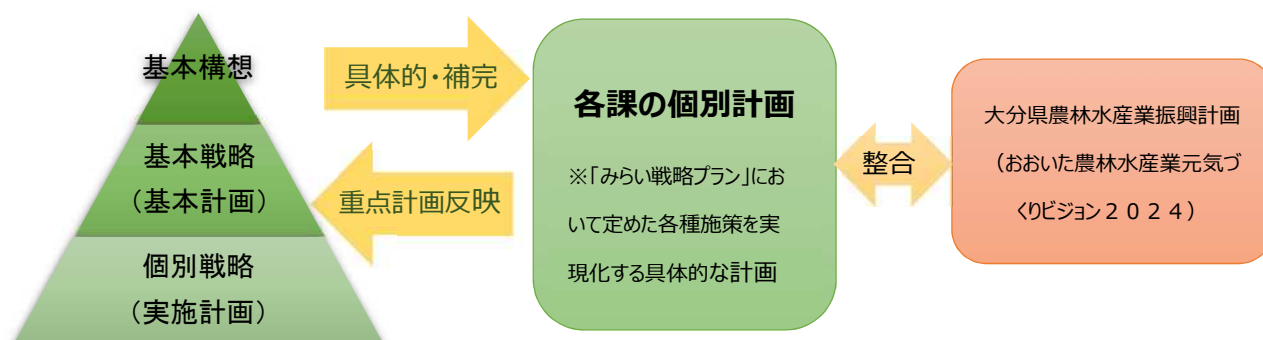 基本構想
基本戦略
（基本計画）
個別戦略
（実施計画）
具体的・補完
重点計画反映
各課の個別計画
※「みらい戦略プラン」にお
いて定めた各種施策を実
現化する具体的な計画
整合
大分県農林水産業振興計画
（おおいた農林水産業元気づ
くりビジョン２０２４）